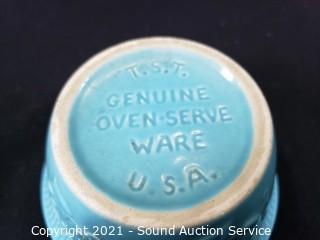 T.S.T.
GENUINE
OVEN-SERVE
WARE
U.S.A.
Copyright 2021 - Sound Auction Service